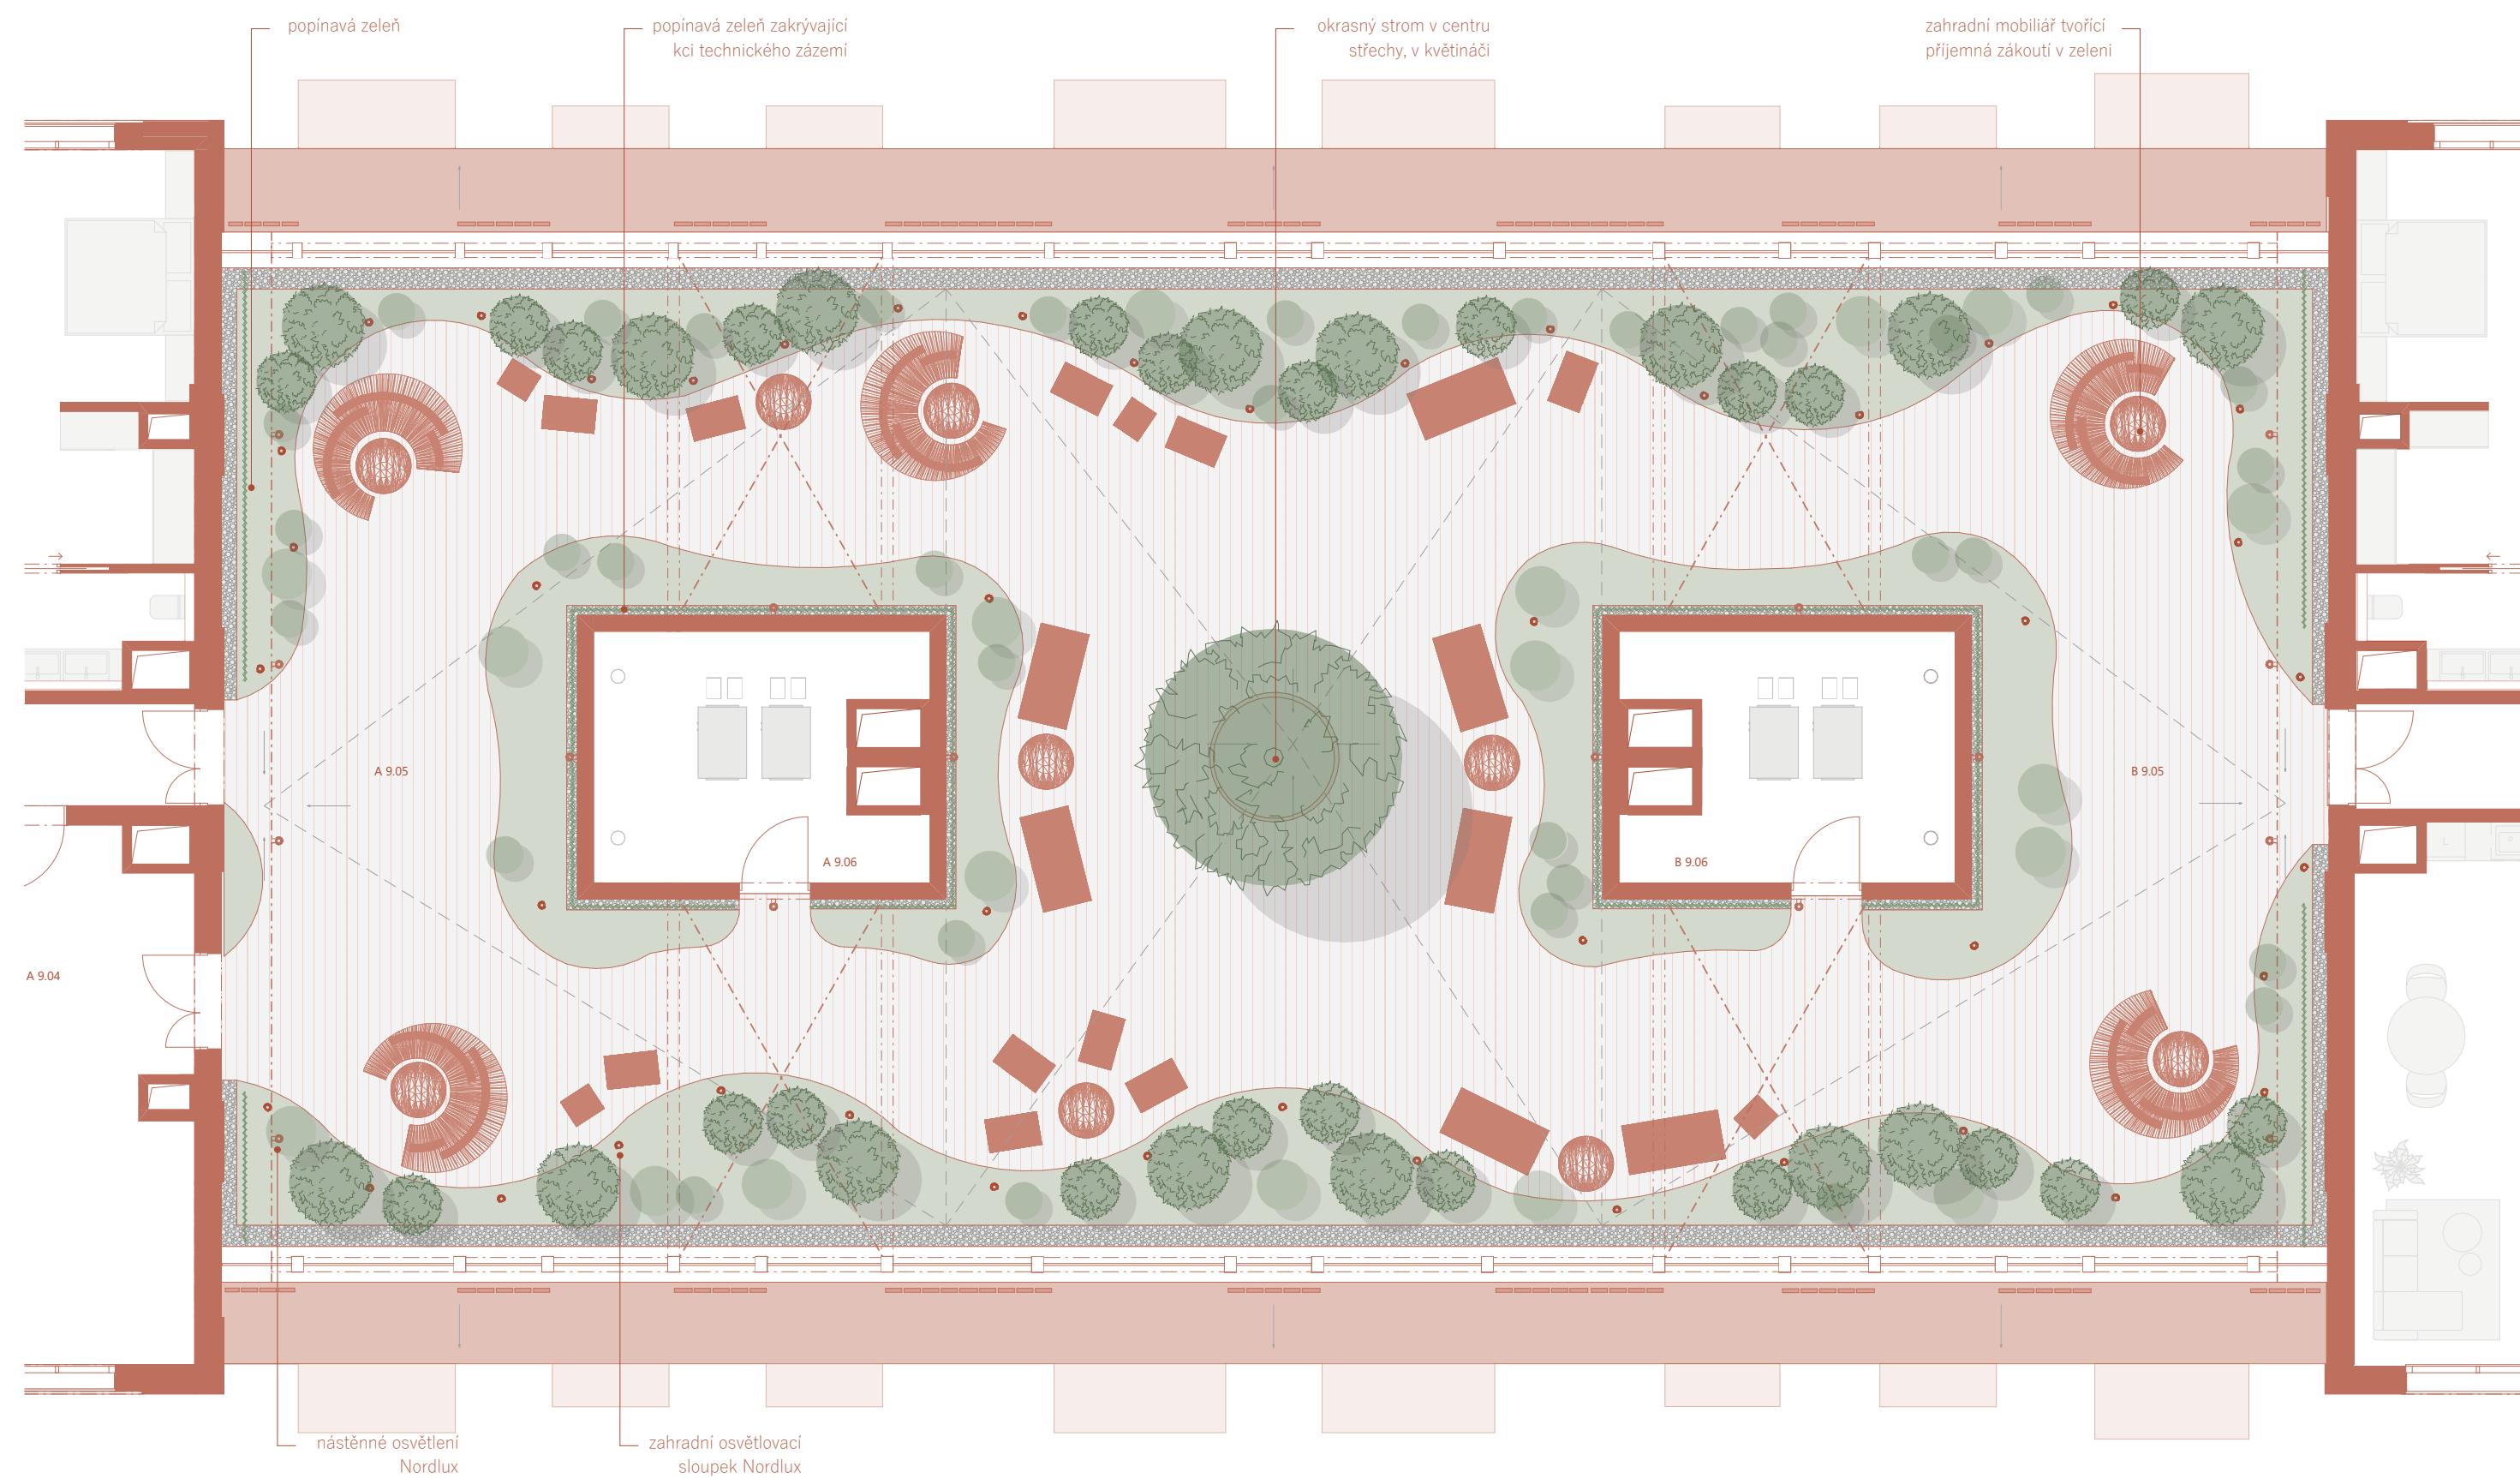 popínavá zeleň
popínavá zeleň zakrývající
kci technického zázemí
okrasný strom v centru
střechy, v květináči
zahradní mobiliář tvořící
příjemná zákoutí v zeleni
A 9.05
A 9.06
B 9.06
B 9.05
L
A 9.04
nástěnné osvětlení
Nordlux
zahradní osvětlovací
sloupek Nordlux